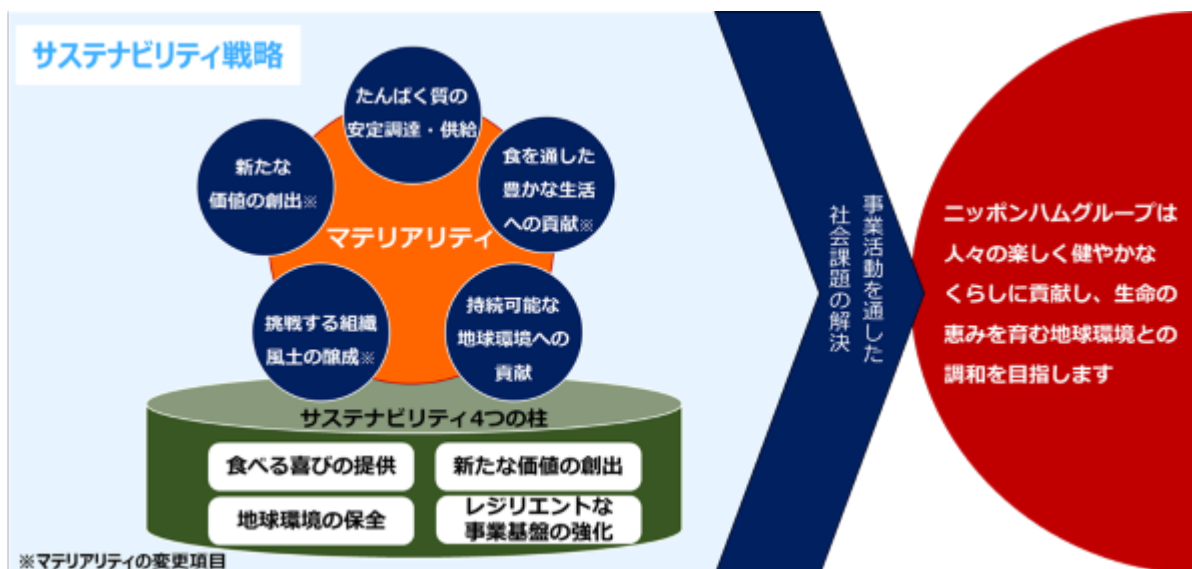 サステナビリティ戦略
たんぱく質の
安定調達・供給
新たな
価値の創出※
食を通した
豊かな生活
への貢献※
マテリアリティ
挑戦する組織
風土の醸成※
持続可能な
地球環境への
貢献
サステナビリティ4つの柱
食べる喜びの提供
新たな価値の創出
地球環境の保全
レジリエントな
事業基盤の強化
※マテリアリティの変更項目
事業活動を通した
社会課題の解決
ニッポンハムグループは
人々の楽しく健やかな
くらしに貢献し、生命の
恵みを育む地球環境との
調和を目指します